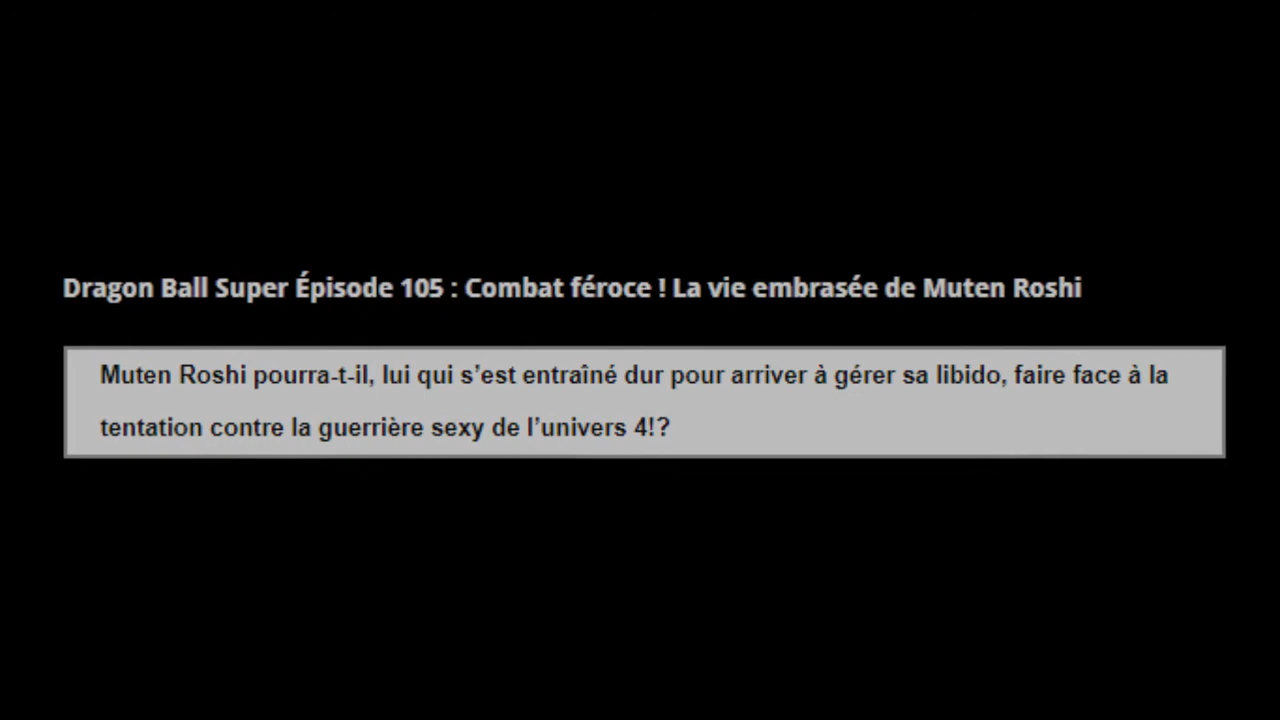 Dragon Ball Super Épisode 105 : Combat féroce ! La vie embrasée de Muten Roshi
Muten Roshi pourra-t-il, lui qui s’est entraîné dur pour arriver à gérer sa libido, faire face à la
tentation contre la guerrière sexy de l’univers 4!?